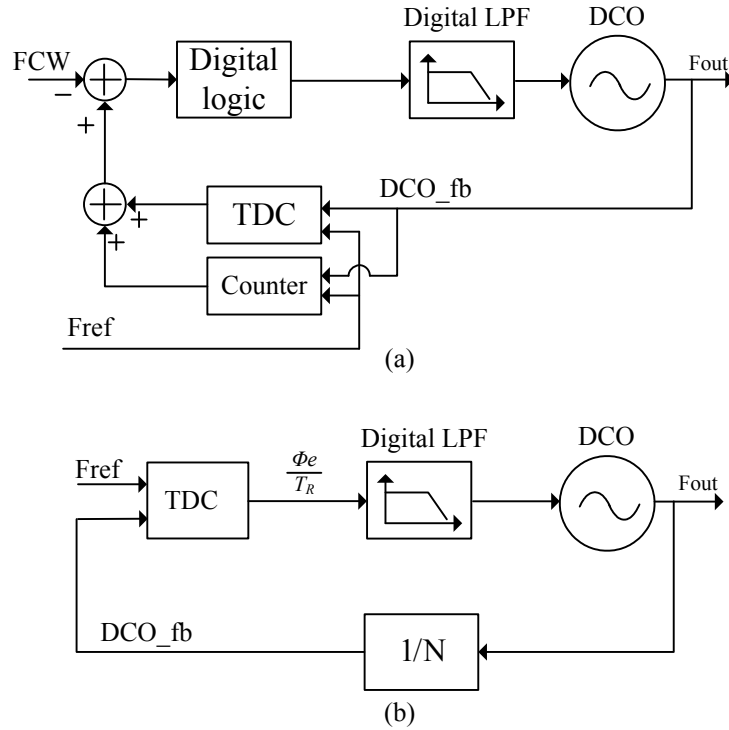 Digital LPF
DCO
FCW
Digital
logic
Fout
−
+
DCO_fb
TDC
+
+
Counter
Fref
(a)
Digital LPF
DCO
Fref
TDC
Φe
T_R
Fout
DCO_fb
1/N
(b)